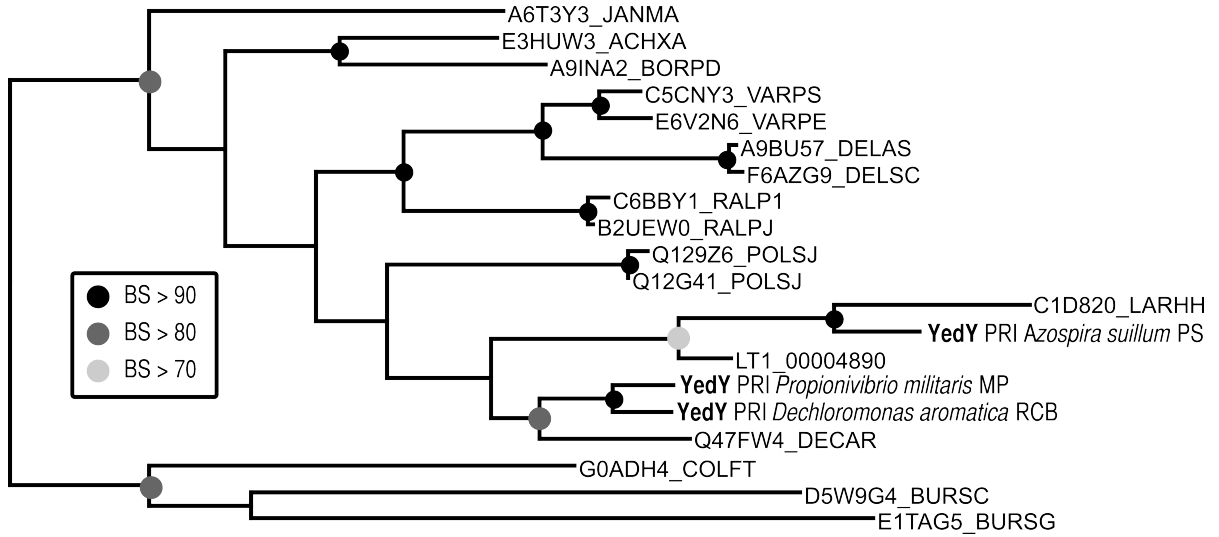 A6T3Y3_JANMA
E3HUW3_ACHXA
A9INA2_BORPD
C5CNY3_VARPS
E6V2N6_VARPE
A9BU57_DELAS
F6AZG9_DELSC
C6BBY1_RALP1
B2UEW0_RALPJ
Q129Z6_POLSJ
Q12G41_POLSJ
C1D820_LARHH
YedY PRI Azospira suillum PS
LT1_00004890
YedY PRI Propionivibrio militaris MP
YedY PRI Dechloromonas aromatica RCB
Q47FW4_DECAR
G0ADH4_COLFT
D5W9G4_BURSC
E1TAG5_BURSG
BS > 90
BS > 80
BS > 70